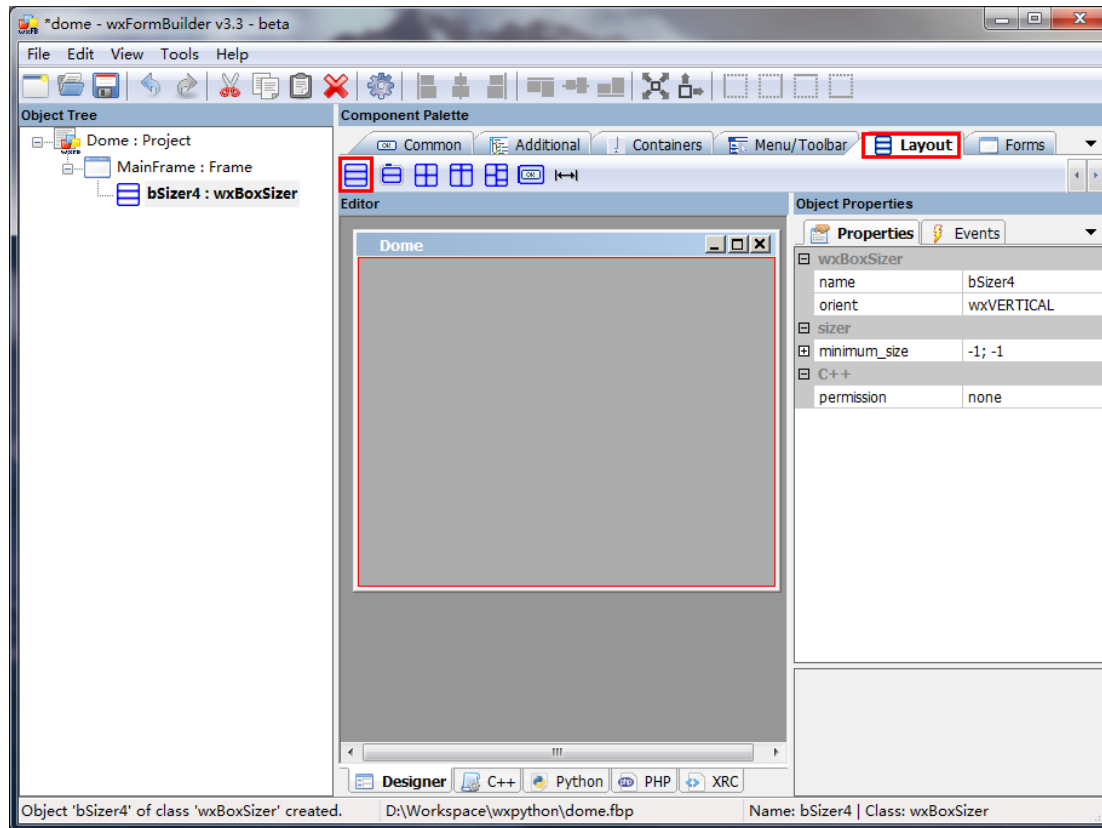 *dome - wxFormBuilder v3.3 - beta
File Edit View Tools Help
Object Tree
Component Palette
Dome : Project
MainFrame : Frame
bSizer4 : wxBoxSizer
Common Additional Containers Menu/Toolbar Layout Forms
Editor
Object Properties
Dome
Properties Events
wxBoxSizer
name bSizer4
orient wxVERTICAL
sizer
minimum_size -1; -1
C++
permission none
Designer C++ Python PHP XRC
Object 'bSizer4' of class 'wxBoxSizer' created. D:\Workspace\wxpython\dome.fbp Name: bSizer4 | Class: wxBoxSizer